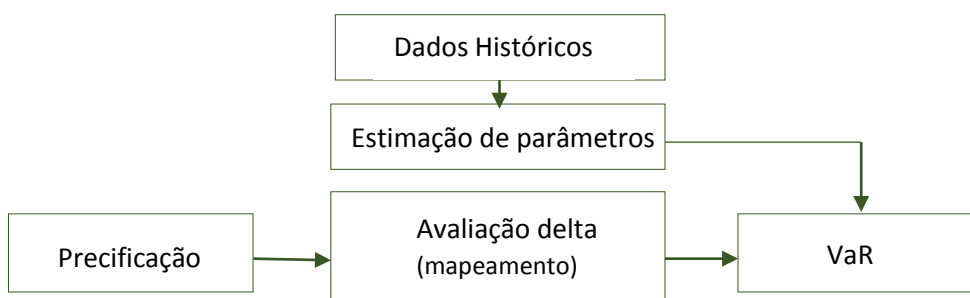 Dados Históricos
Estimação de parâmetros
Precificação
Avaliação delta
(mapeamento)
VaR